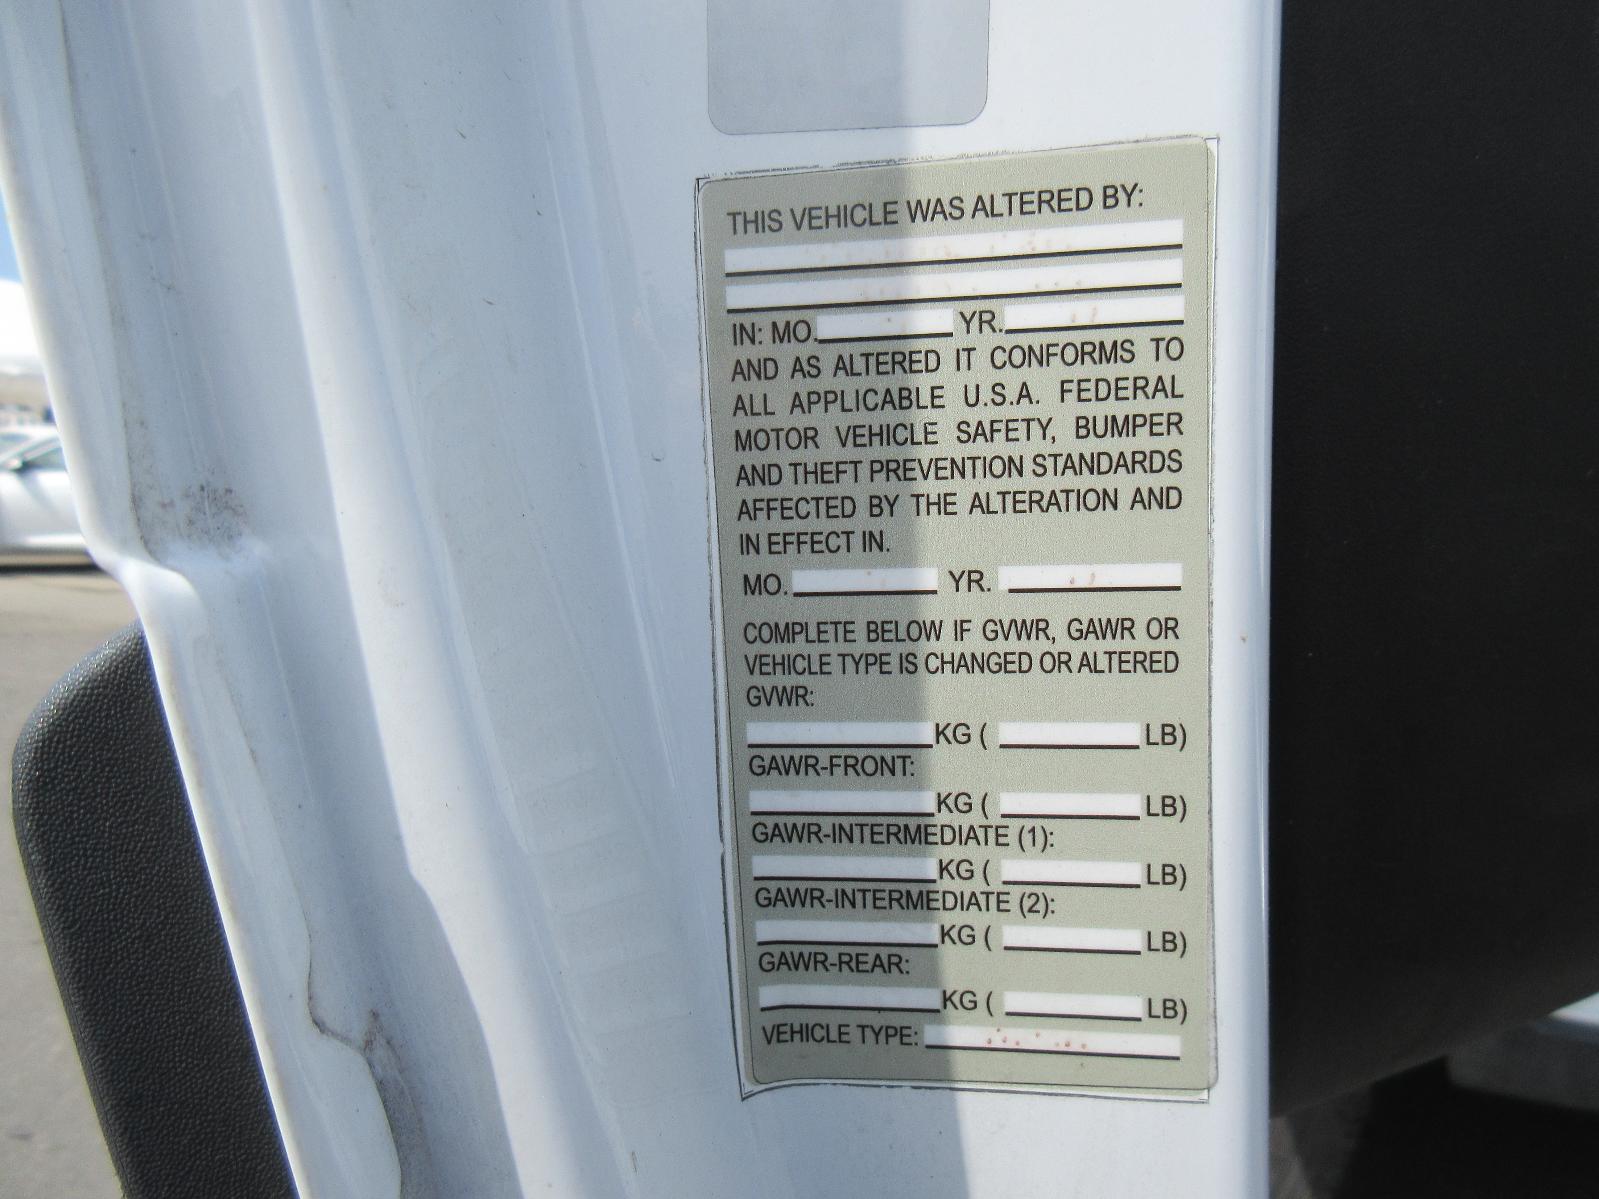 THIS VEHICLE WAS ALTERED BY:
IN: MO. YR.
AND AS ALTERED IT CONFORMS TO
ALL APPLICABLE U.S.A. FEDERAL
MOTOR VEHICLE SAFETY, BUMPER
AND THEFT PREVENTION STANDARDS
AFFECTED BY THE ALTERATION AND
IN EFFECT IN.
MO. YR.
COMPLETE BELOW IF GVWR, GAWR OR
VEHICLE TYPE IS CHANGED OR ALTERED
GVWR:
KG ( LB)
GAWR-FRONT:
KG ( LB)
GAWR-INTERMEDIATE (1):
KG ( LB)
GAWR-INTERMEDIATE (2):
KG ( LB)
GAWR-REAR:
KG ( LB)
VEHICLE TYPE: